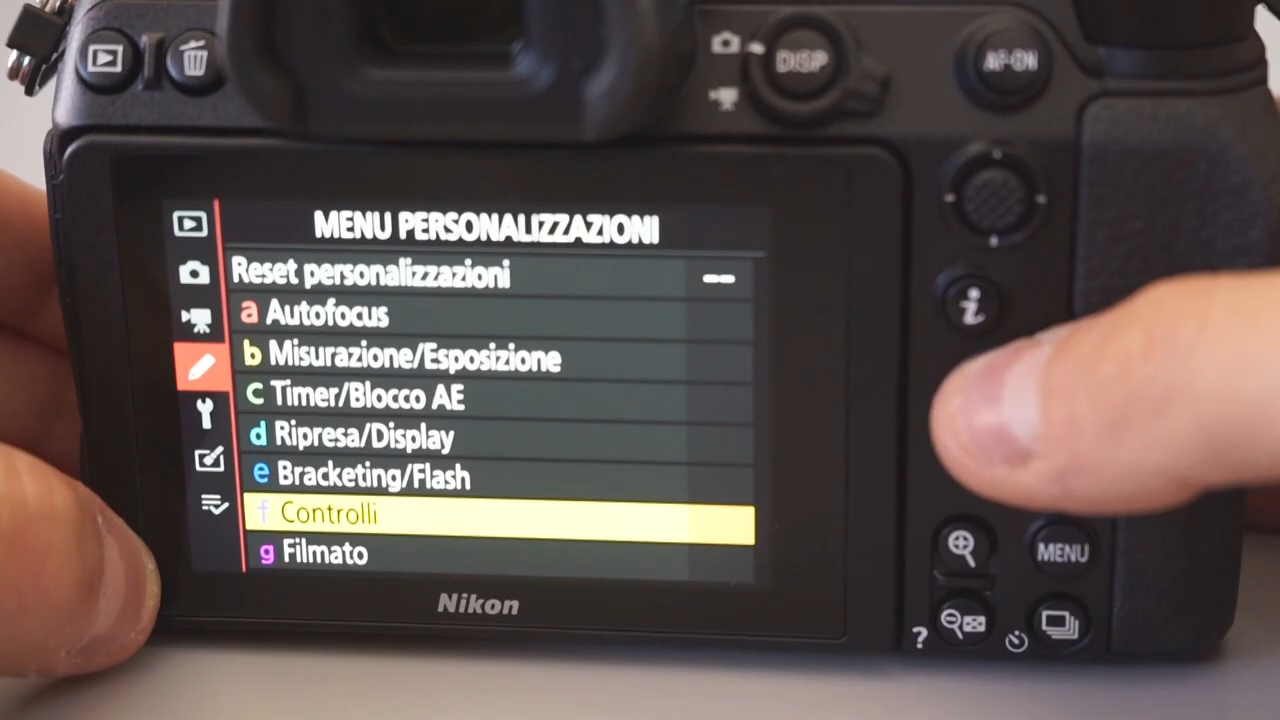 DISP
AF-ON
MENU PERSONALIZZAZIONI
Reset personalizzazioni --
a Autofocus
b Misurazione/Esposizione
c Timer/Blocco AE
d Ripresa/Display
e Bracketing/Flash
f Controlli
g Filmato
i
MENU
Nikon
?